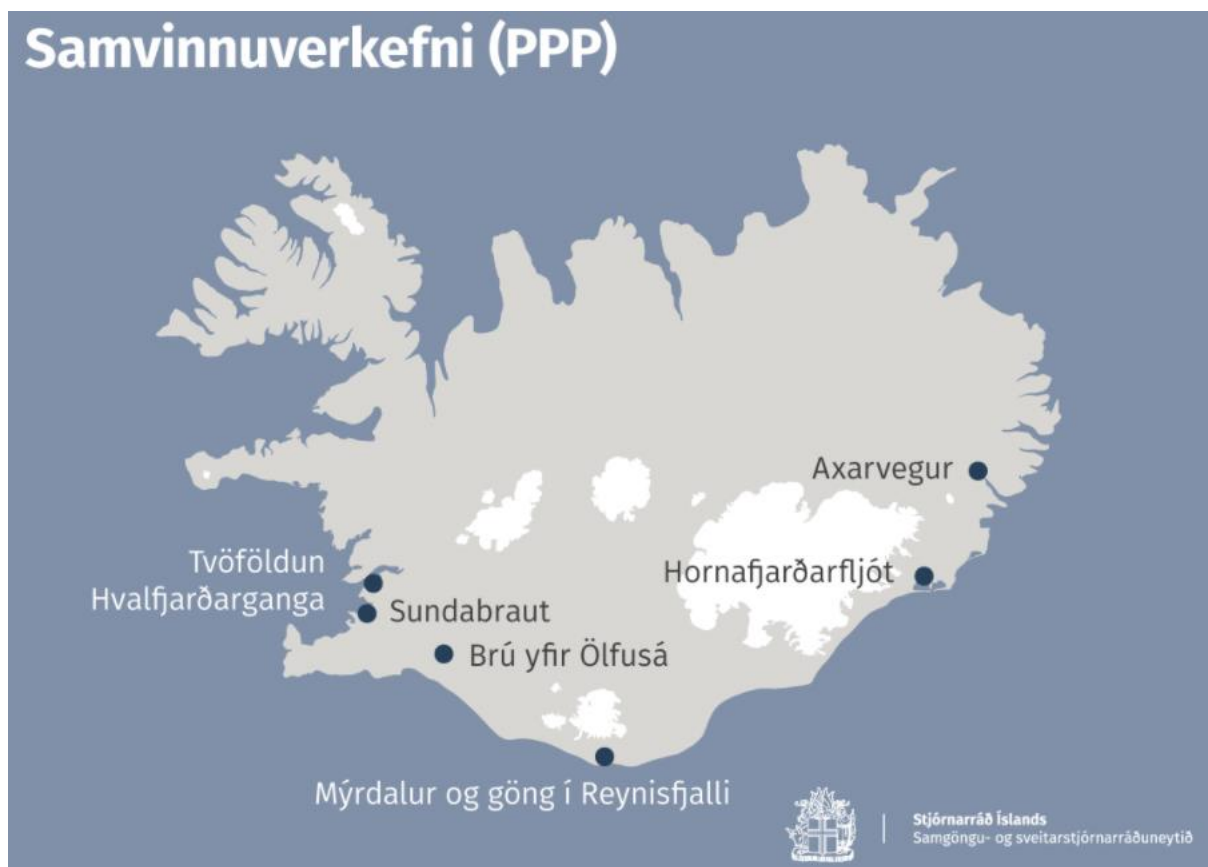 Samvinnuverkefni (PPP)
Axarvegur
Tvöföldun
Hvalfjarðarganga
Hornafjarðarfljót
Sundabraut
Brú yfir Ölfusá
Mýrdalur og göng í Reynisfjalli
Stjórnarráð Íslands
Samgöngu- og sveitarstjórnarráðuneytið